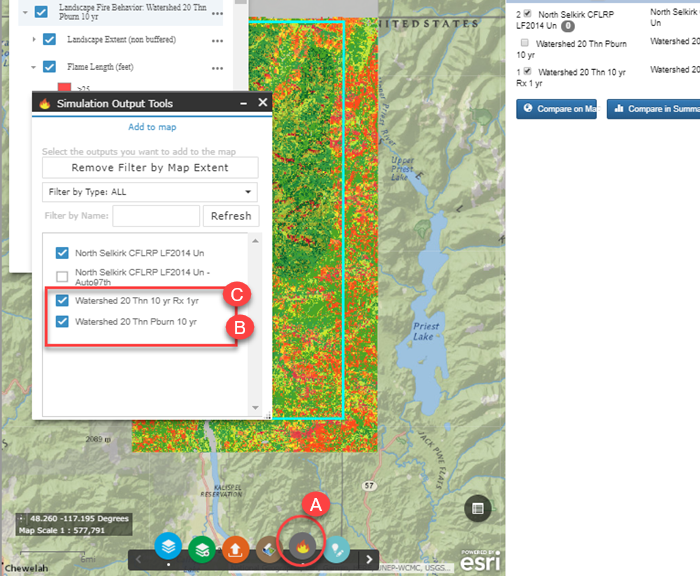 Landscape Fire Behavior: Watershed 20 Thn
Pburn 10 yr
Landscape Extent (non buffered)
Flame Length (feet)
>25
Simulation Output Tools
Add to map
Select the outputs you want to add to the map
Remove Filter by Map Extent
Filter by Type: ALL
Filter by Name:
Refresh
North Selkirk CFLRP LF2014 Un
North Selkirk CFLRP LF2014 Un -
Auto97th
Watershed 20 Thn 10 yr Rx 1yr
C
Watershed 20 Thn Pburn 10 yr
B
UNITED STATES
Upper
Priest
Lake
Priest
Lake
JACK PINE FLATS
2089 m
KALISPEL
RESERVATION
57
A
48.260 -117.195 Degrees
Map Scale 1 : 577,791
6mi
Chewelah
UNEP-WCMC, USGS...
POWERED BY
esri
2 North Selkirk CFLRP
LF2014 Un 0
North Selkirk
Un
Watershed 20 Thn Pburn
10 yr
Watershed 20
1 Watershed 20 Thn 10 yr
Rx 1 yr
Watershed 20
Compare on Ma
Compare in Summa